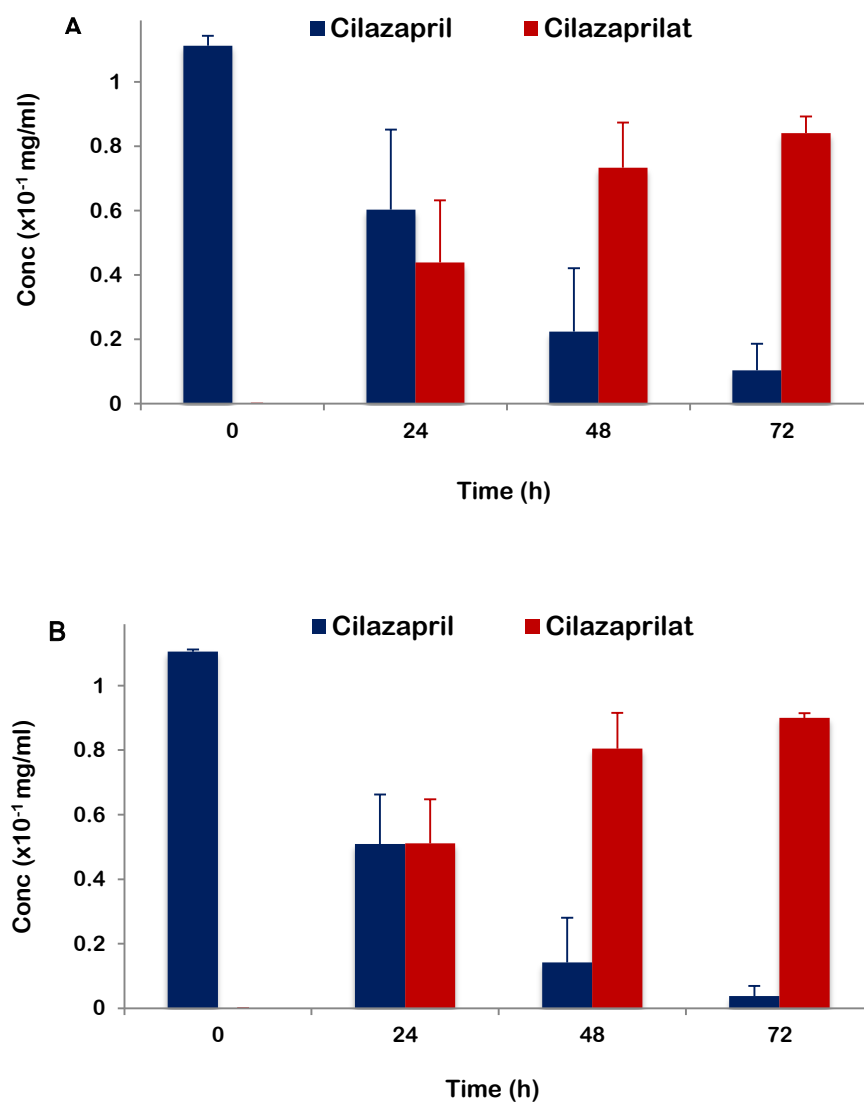 A
Cilazapril Cilazaprilat
1
0.8
0.6
0.4
0.2
0
Conc (x10⁻¹ mg/ml)
0 24 48 72
Time (h)
B
Cilazapril Cilazaprilat
1
0.8
0.6
0.4
0.2
0
Conc (x10⁻¹ mg/ml)
0 24 48 72
Time (h)